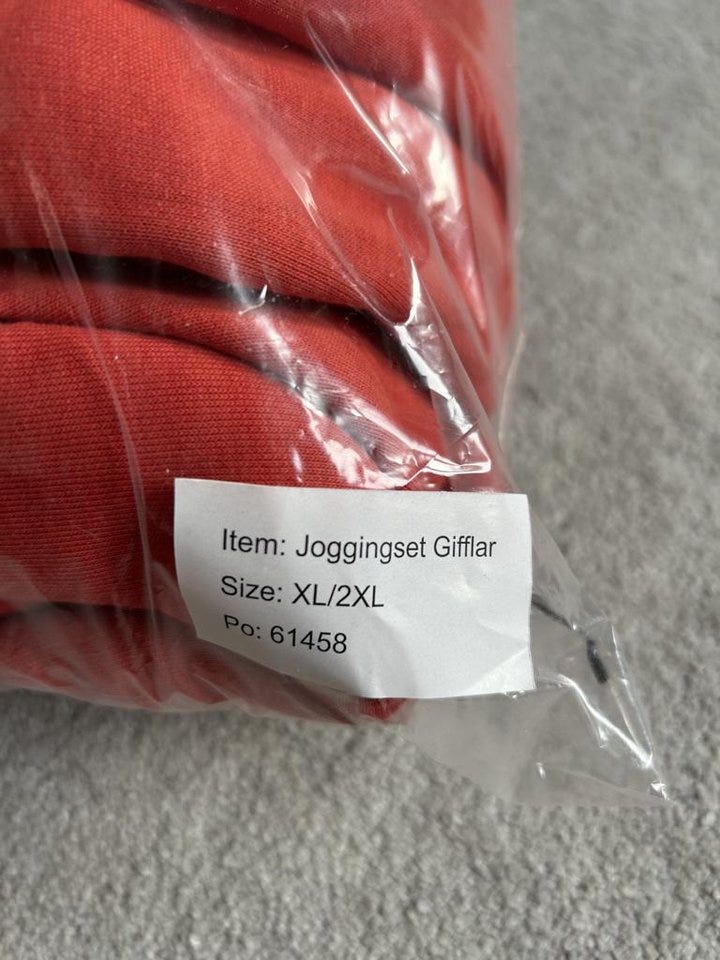 Item: Joggingset Gifflar
Size: XL/2XL
Po: 61458